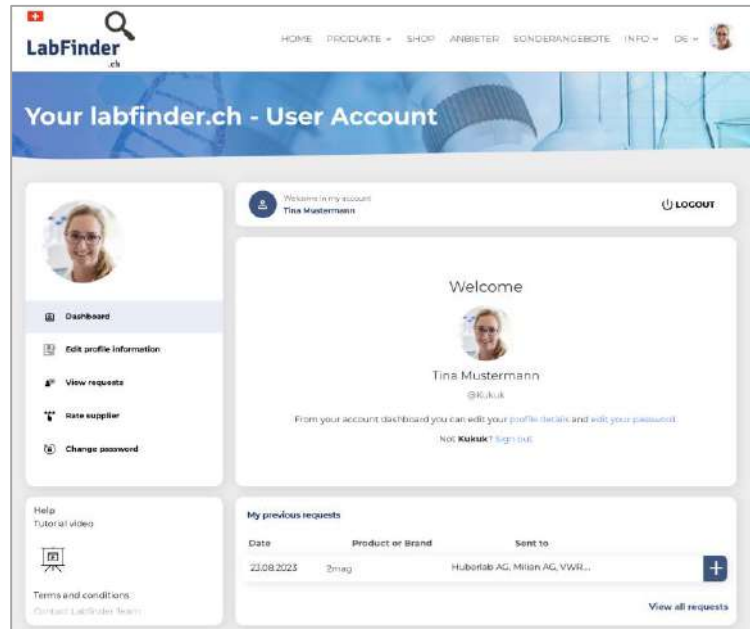 LabFinder
.ch
HOME PRODUKTE SHOP ANBIETER SONDERANGEBOTE INFO DE
Your labfinder.ch - User Account
Welcome in my account
Tina Mustermann
LOGOUT
Dashboard
Edit profile information
View requests
Rate supplier
Change password
Welcome
Tina Mustermann
@Kukuk
From your account dashboard you can edit your profile details and edit your password.
Not Kukuk? Sign out
Help
Tutorial video
Terms and conditions
Contact Labfinder Team
My previous requests
Date Product or Brand Sent to
23.08.2023 2mag Huberlab AG, Milian AG, VWR...
View all requests